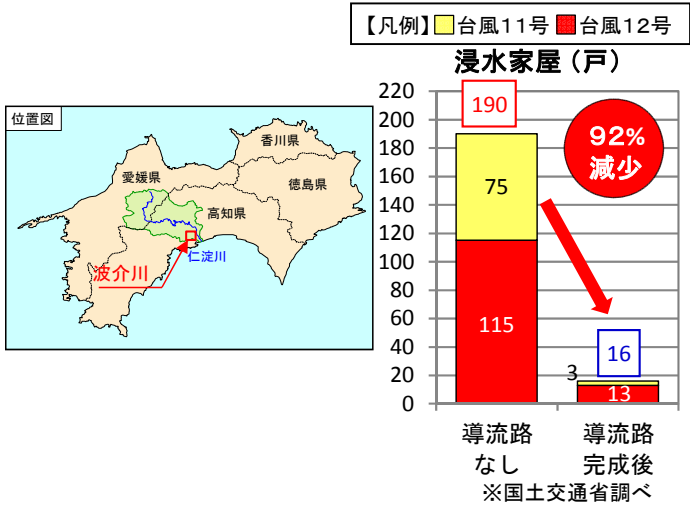 【凡例】台風11号 台風12号
浸水家屋（戸）
位置図
香川県
愛媛県
徳島県
高知県
仁淀川
波介川
220
200
180
160
140
120
100
80
60
40
20
0
190
92%
減少
75
115
16
3
13
導流路
なし
導流路
完成後
※国土交通省調べ